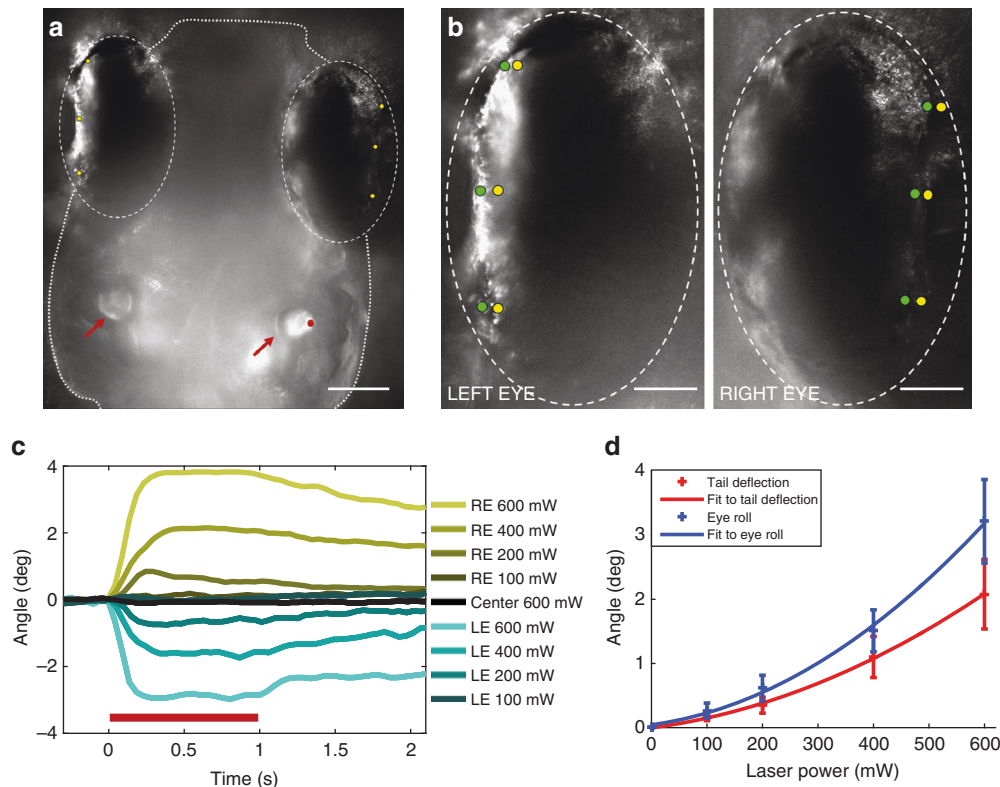 a
b
LEFT EYE
RIGHT EYE
c
Angle (deg)
4
2
0
−2
−4
0
0.5
1
1.5
2
Time (s)
RE 600 mW
RE 400 mW
RE 200 mW
RE 100 mW
Center 600 mW
LE 600 mW
LE 400 mW
LE 200 mW
LE 100 mW
d
Angle (deg)
4
3
2
1
0
Tail deflection
Fit to tail deflection
Eye roll
Fit to eye roll
0
100
200
300
400
500
600
Laser power (mW)